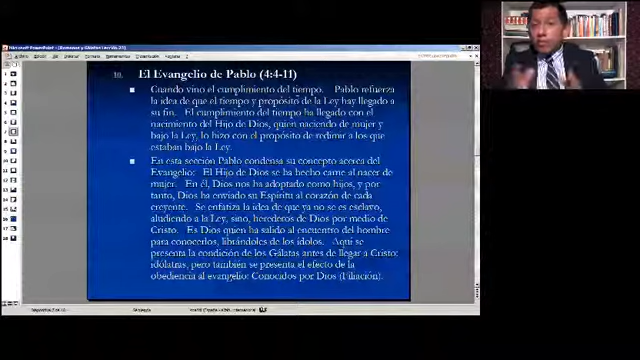 10. El Evangelio de Pablo (4:4-11)
Cuando vino el cumplimiento del tiempo. Pablo refuerza
la idea de que el tiempo y propósito de la Ley hay llegado a
su fin. El cumplimiento del tiempo ha llegado con el
nacimiento del Hijo de Dios, quien naciendo de mujer y
bajo la Ley, lo hizo con el propósito de redimir a los que
estaban bajo la Ley.
En esta sección Pablo condensa su concepto acerca del
Evangelio: El Hijo de Dios se ha hecho carne al nacer de
mujer. En él, Dios nos ha adoptado como hijos, y por
tanto, Dios ha enviado su Espíritu al corazón de cada
creyente. Se enfatiza la idea de que ya no se es esclavo,
aludiendo a la Ley, sino, herederos de Dios por medio de
Cristo. Es Dios quien ha salido al encuentro del hombre
para conocerlos, librándoles de los ídolos. Aquí se
presenta la condición de los Gálatas antes de llegar a Cristo:
idólatras, pero también se presenta el efecto de la
obediencia al evangelio: Conocados por Dios (Filiación).